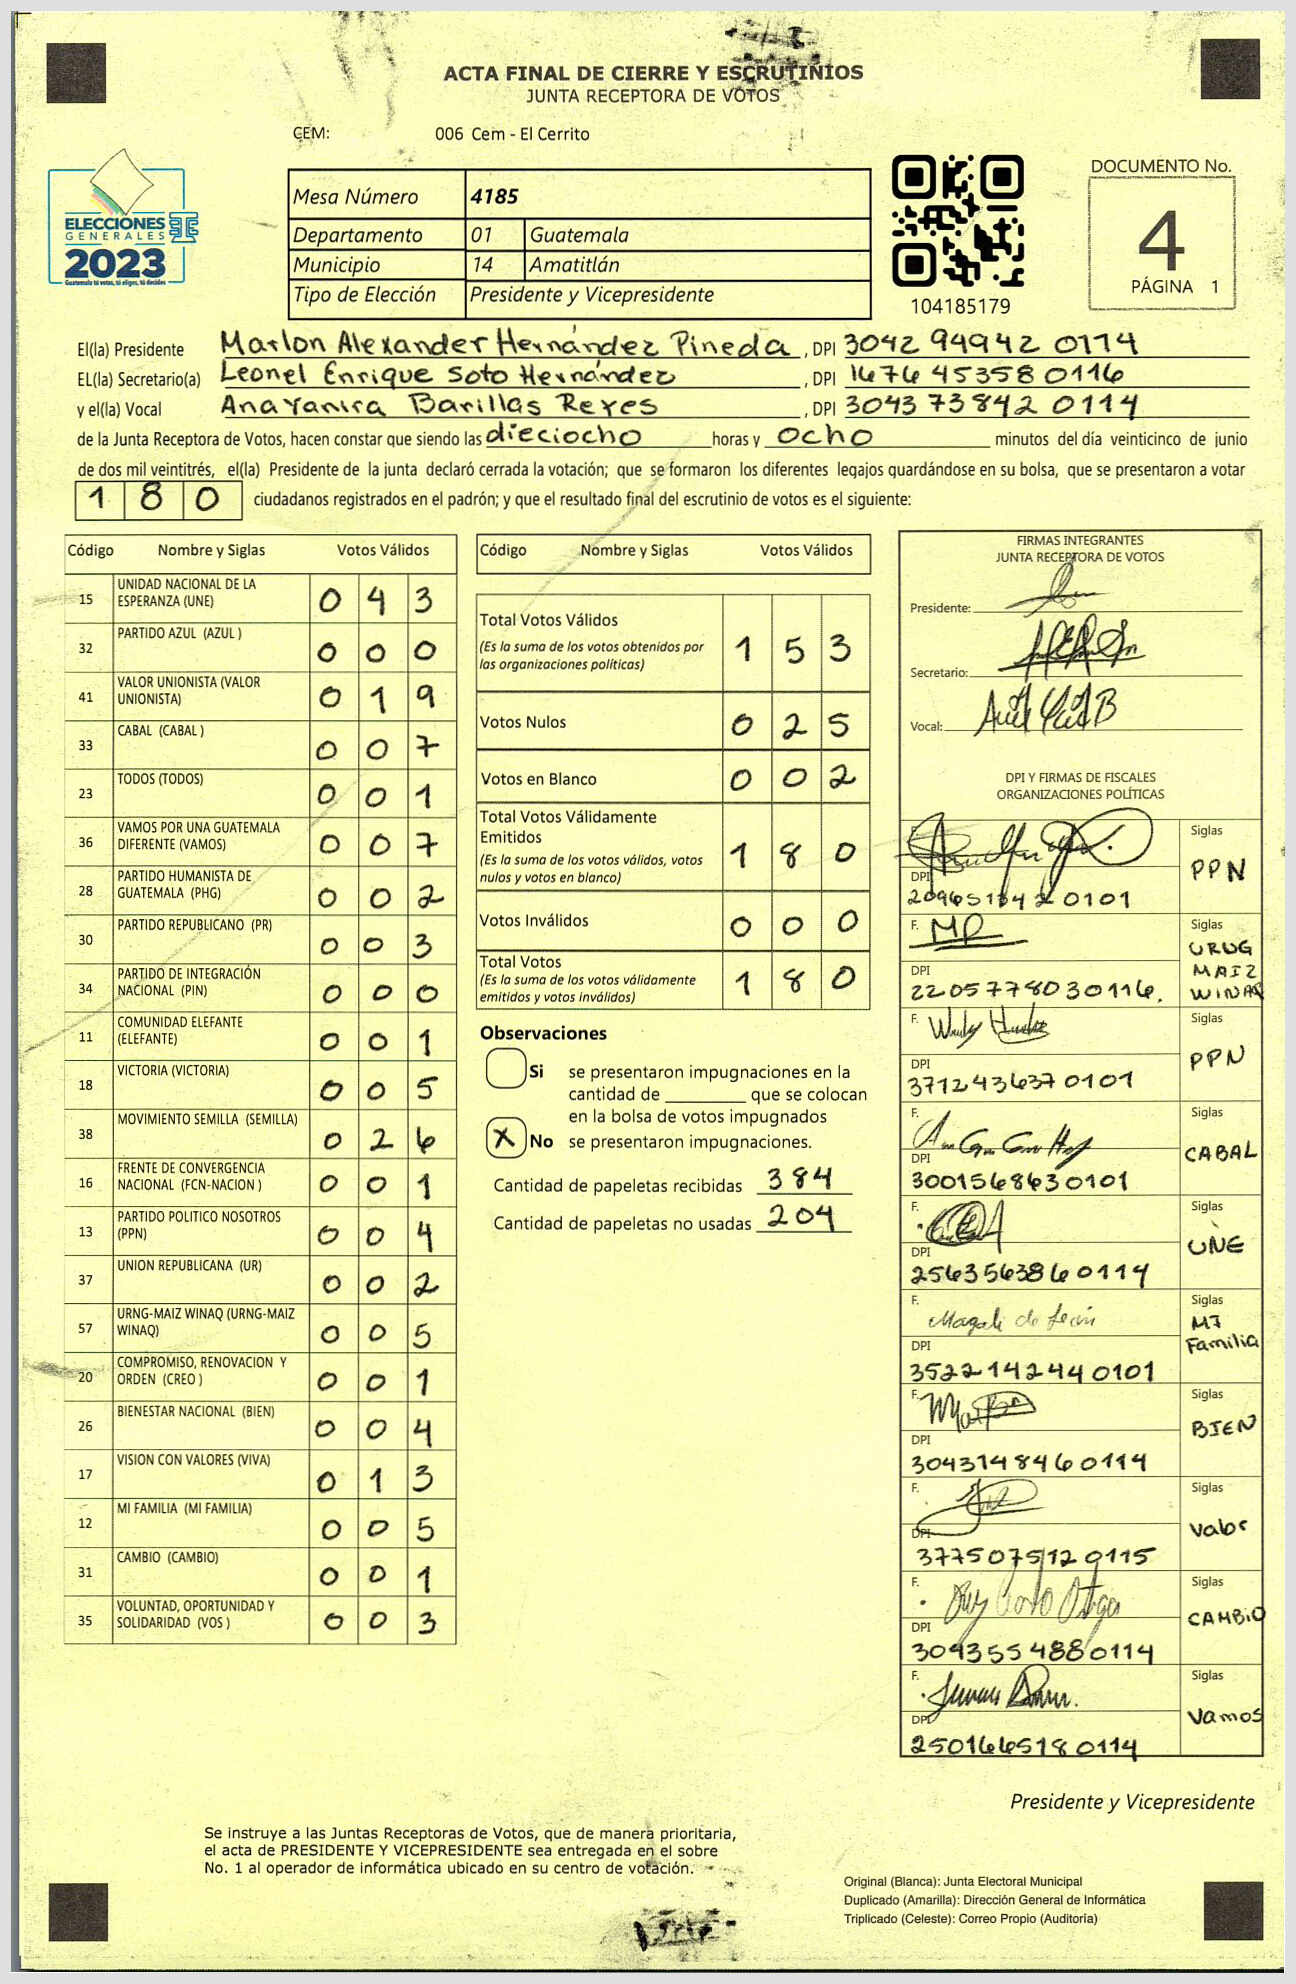 ACTA FINAL DE CIERRE Y ESCRUTINIOS
JUNTA RECEPTORA DE VOTOS
CEM: 006 Cem - El Cerrito
ELECCIONES
GENERALES
2023
Guatemala tú votas, tú eliges, tú decides
Mesa Número 4185
Departamento 01 Guatemala
Municipio 14 Amatitlán
Tipo de Elección Presidente y Vicepresidente
104185179
DOCUMENTO No.
4
PÁGINA 1
El(la) Presidente Marlon Alexander Hernández Pineda, DPI 3042 94942 0114
EL(la) Secretario(a) Leonel Enrique Soto Hernández, DPI 1676 45358 0116
y el(la) Vocal Ana Yanira Barillas Reyes, DPI 3043 73842 0114
de la Junta Receptora de Votos, hacen constar que siendo las dieciocho horas y ocho minutos del día veinticinco de junio
de dos mil veintitrés, el(la) Presidente de la junta declaró cerrada la votación; que se formaron los diferentes legajos quardándose en su bolsa, que se presentaron a votar
180 ciudadanos registrados en el padrón; y que el resultado final del escrutinio de votos es el siguiente:
Código Nombre y Siglas Votos Válidos
15 UNIDAD NACIONAL DE LA ESPERANZA (UNE) 0 4 3
32 PARTIDO AZUL (AZUL ) 0 0 0
41 VALOR UNIONISTA (VALOR UNIONISTA) 0 1 9
33 CABAL (CABAL ) 0 0 7
23 TODOS (TODOS) 0 0 1
36 VAMOS POR UNA GUATEMALA DIFERENTE (VAMOS) 0 0 7
28 PARTIDO HUMANISTA DE GUATEMALA (PHG) 0 0 2
30 PARTIDO REPUBLICANO (PR) 0 0 3
34 PARTIDO DE INTEGRACIÓN NACIONAL (PIN) 0 0 0
11 COMUNIDAD ELEFANTE (ELEFANTE) 0 0 1
18 VICTORIA (VICTORIA) 0 0 5
38 MOVIMIENTO SEMILLA (SEMILLA) 0 2 6
16 FRENTE DE CONVERGENCIA NACIONAL (FCN-NACION ) 0 0 1
13 PARTIDO POLITICO NOSOTROS (PPN) 0 0 4
37 UNION REPUBLICANA (UR) 0 0 2
57 URNG-MAIZ WINAQ (URNG-MAIZ WINAQ) 0 0 5
20 COMPROMISO, RENOVACION Y ORDEN (CREO ) 0 0 1
26 BIENESTAR NACIONAL (BIEN) 0 0 4
17 VISION CON VALORES (VIVA) 0 1 3
12 MI FAMILIA (MI FAMILIA) 0 0 5
31 CAMBIO (CAMBIO) 0 0 1
35 VOLUNTAD, OPORTUNIDAD Y SOLIDARIDAD (VOS ) 0 0 3
Código Nombre y Siglas Votos Válidos
Total Votos Válidos
(Es la suma de los votos obtenidos por
las organizaciones políticas) 1 5 3
Votos Nulos 0 2 5
Votos en Blanco 0 0 2
Total Votos Válidamente
Emitidos
(Es la suma de los votos válidos, votos
nulos y votos en blanco) 1 8 0
Votos Inválidos 0 0 0
Total Votos
(Es la suma de los votos válidamente
emitidos y votos inválidos) 1 8 0
Observaciones
Si se presentaron impugnaciones en la
cantidad de ________ que se colocan
en la bolsa de votos impugnados
X No se presentaron impugnaciones.
Cantidad de papeletas recibidas 384
Cantidad de papeletas no usadas 204
FIRMAS INTEGRANTES
JUNTA RECEPTORA DE VOTOS
Presidente:
Secretario:
Vocal:
DPI Y FIRMAS DE FISCALES
ORGANIZACIONES POLÍTICAS
F. Siglas
PPN
DPI
209651342 0101
F. MD Siglas
URUG
MAIZ
WINAQ
DPI
2205778030116.
F. Siglas
PPN
DPI
3712436370101
F. Siglas
CABAL
DPI
3001568630101
F. Siglas
UNE
DPI
2563563860114
F. Magali de León Siglas
MI
Familia
DPI
3522142440101
F. Siglas
BIEN
DPI
3043148460114
F. Siglas
Valor
DPI
3775075120115
F. Siglas
CAMBIO
DPI
3043554880114
F. Siglas
Vamos
DPI
2501665180114
Presidente y Vicepresidente
Se instruye a las Juntas Receptoras de Votos, que de manera prioritaria,
el acta de PRESIDENTE Y VICEPRESIDENTE sea entregada en el sobre
No. 1 al operador de informática ubicado en su centro de votación.
Original (Blanca): Junta Electoral Municipal
Duplicado (Amarilla): Dirección General de Informática
Triplicado (Celeste): Correo Propio (Auditoría)